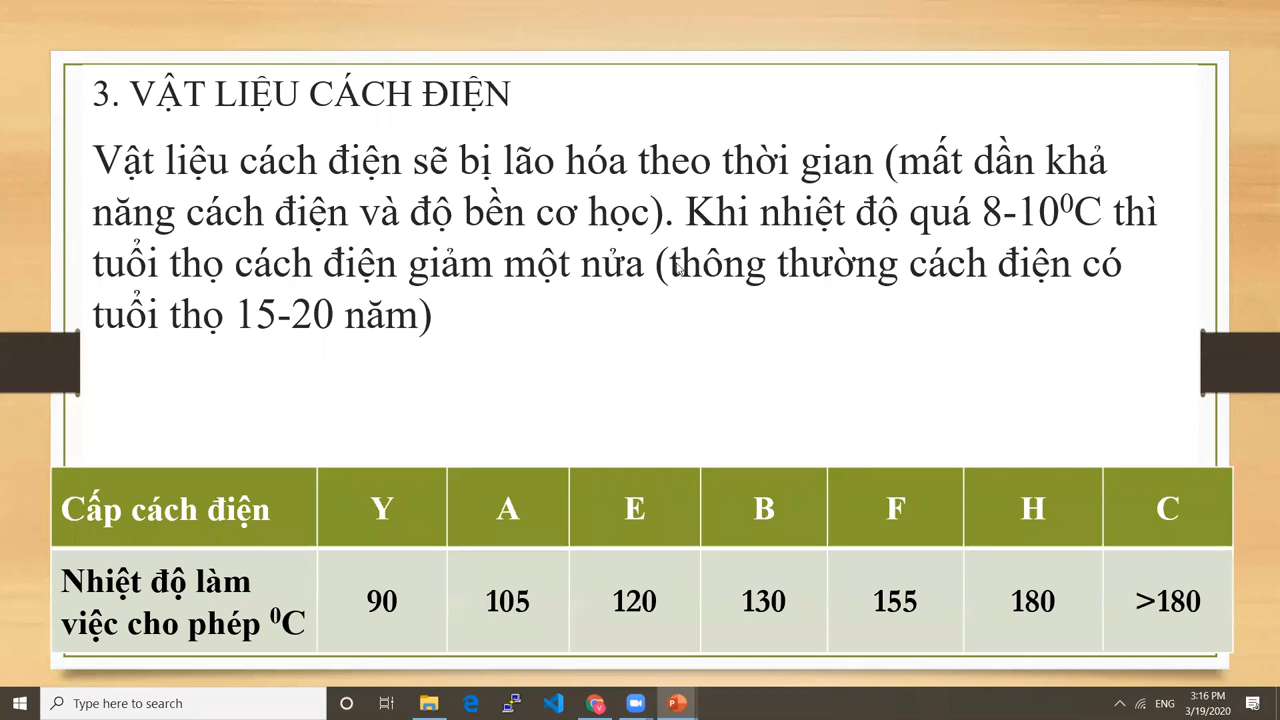 3. VẬT LIỆU CÁCH ĐIỆN
Vật liệu cách điện sẽ bị lão hóa theo thời gian (mất dần khả
năng cách điện và độ bền cơ học). Khi nhiệt độ quá 8-10⁰C thì
tuổi thọ cách điện giảm một nửa (thông thường cách điện có
tuổi thọ 15-20 năm)
Cấp cách điện Y A E B F H C
Nhiệt độ làm
việc cho phép ⁰C 90 105 120 130 155 180 >180
Type here to search
ENG
3:16 PM
3/19/2020